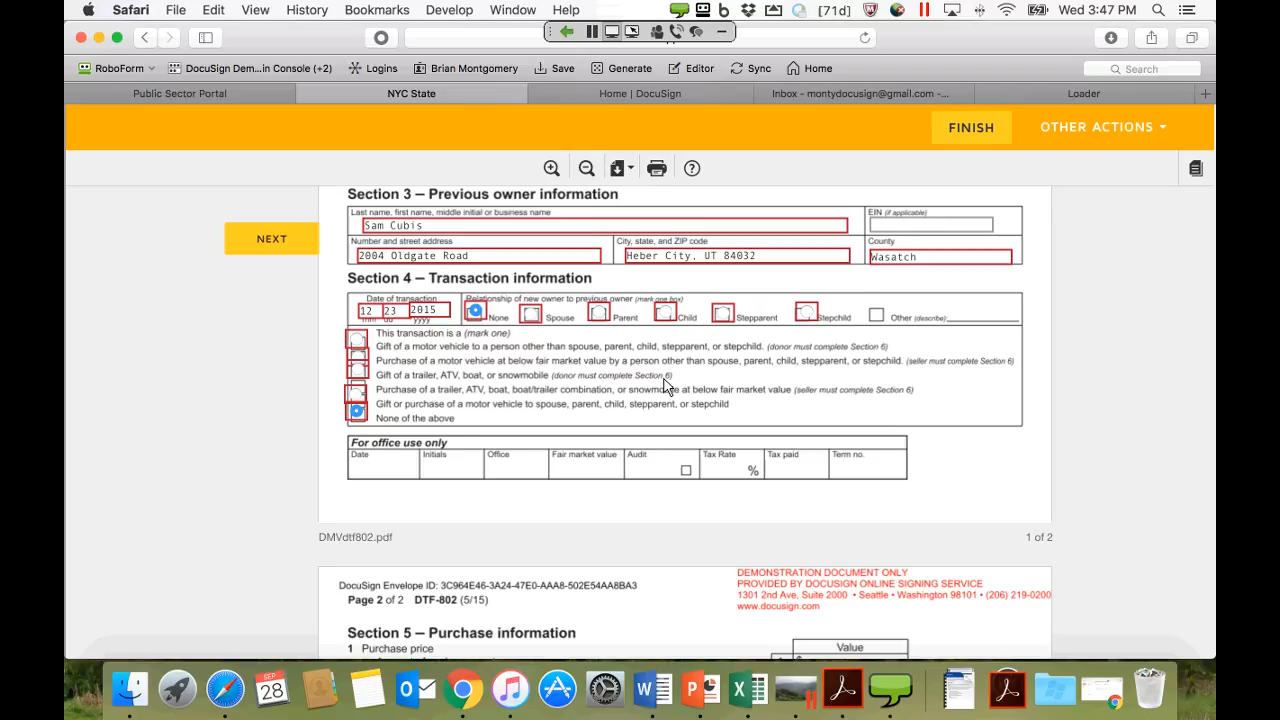 Safari File Edit View History Bookmarks Develop Window Help [71d] Wed 3:47 PM
RoboForm DocuSign Dem...in Console (+2) Logins Brian Montgomery Save Generate Editor Sync Home Search
Public Sector Portal NYC State Home | DocuSign Inbox - montydocusign@gmail.com -... Loader
FINISH OTHER ACTIONS
NEXT
Section 3 – Previous owner information
Last name, first name, middle initial or business name EIN (if applicable)
Sam Cubis
Number and street address City, state, and ZIP code County
2004 Oldgate Road Heber City, UT 84032 Wasatch
Section 4 – Transaction information
Date of transaction Relationship of new owner to previous owner (mark one box)
12 23 2015
mm dd yyyy None Spouse Parent Child Stepparent Stepchild Other (describe)
This transaction is a (mark one)
Gift of a motor vehicle to a person other than spouse, parent, child, stepparent, or stepchild. (donor must complete Section 6)
Purchase of a motor vehicle at below fair market value by a person other than spouse, parent, child, stepparent, or stepchild. (seller must complete Section 6)
Gift of a trailer, ATV, boat, or snowmobile (donor must complete Section 6)
Purchase of a trailer, ATV, boat, boat/trailer combination, or snowmobile at below fair market value (seller must complete Section 6)
Gift or purchase of a motor vehicle to spouse, parent, child, stepparent, or stepchild
None of the above
For office use only
Date Initials Office Fair market value Audit Tax Rate Tax paid Term no.
%
DMVdtf802.pdf 1 of 2
DocuSign Envelope ID: 3C964E46-3A24-47E0-AAA8-502E54AA8BA3
Page 2 of 2 DTF-802 (5/15)
DEMONSTRATION DOCUMENT ONLY
PROVIDED BY DOCUSIGN ONLINE SIGNING SERVICE
1301 2nd Ave, Suite 2000 • Seattle • Washington 98101 • (206) 219-0200
www.docusign.com
Section 5 – Purchase information
1 Purchase price Value
SEP
28